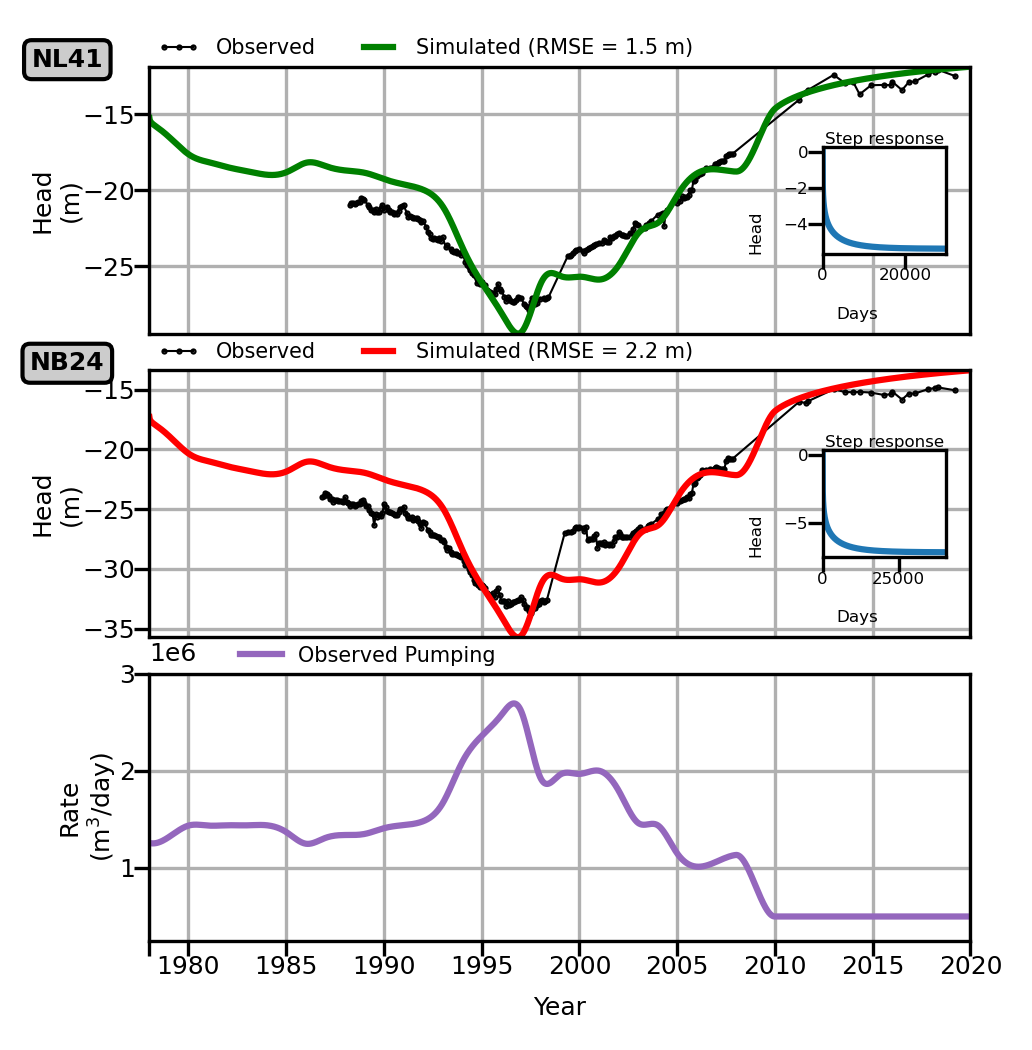 NL41
Observed
Simulated (RMSE = 1.5 m)
−15
−20
−25
Head
(m)
Step response
0
−2
−4
Head
0
20000
Days
NB24
Observed
Simulated (RMSE = 2.2 m)
−15
−20
−25
−30
−35
Head
(m)
Step response
0
−5
Head
0
25000
Days
1e6
Observed Pumping
3
2
1
Rate
(m³/day)
1980 1985 1990 1995 2000 2005 2010 2015 2020
Year